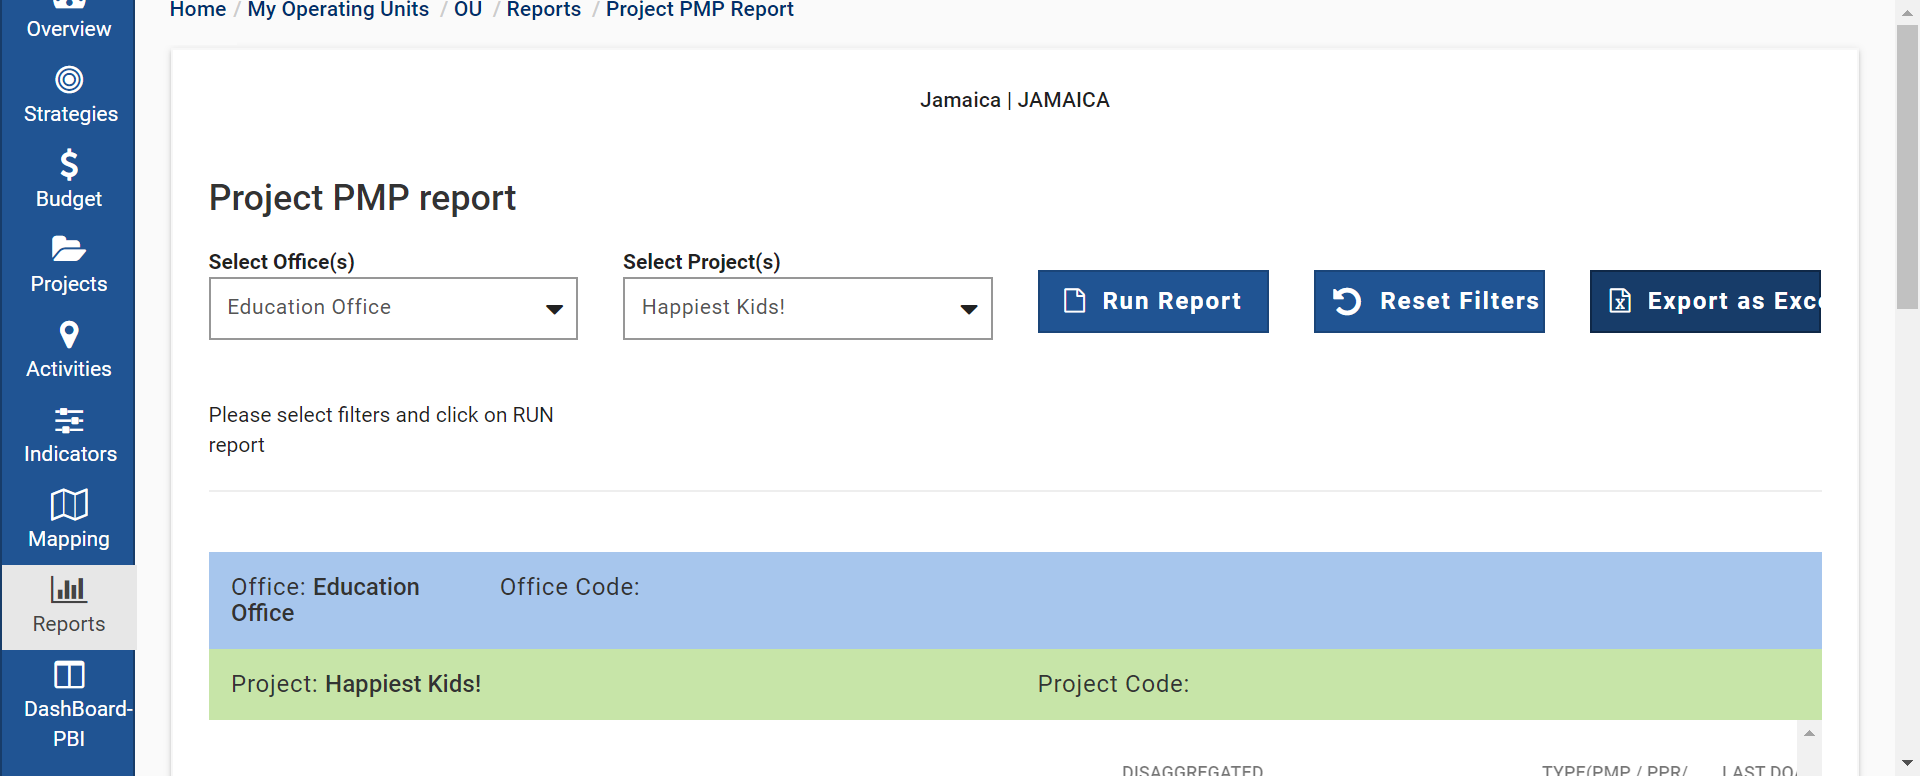 Home / My Operating Units / OU / Reports / Project PMP Report
Overview
Strategies
Budget
Projects
Activities
Indicators
Mapping
Reports
DashBoard-
PBI
Jamaica | JAMAICA
Project PMP report
Select Office(s)
Education Office
Select Project(s)
Happiest Kids!
Run Report
Reset Filters
Export as Exc
Please select filters and click on RUN
report
Office: Education
Office
Office Code:
Project: Happiest Kids!
Project Code:
DISAGGREGATED
TYPE(PMP / PPR/
LAST DQA